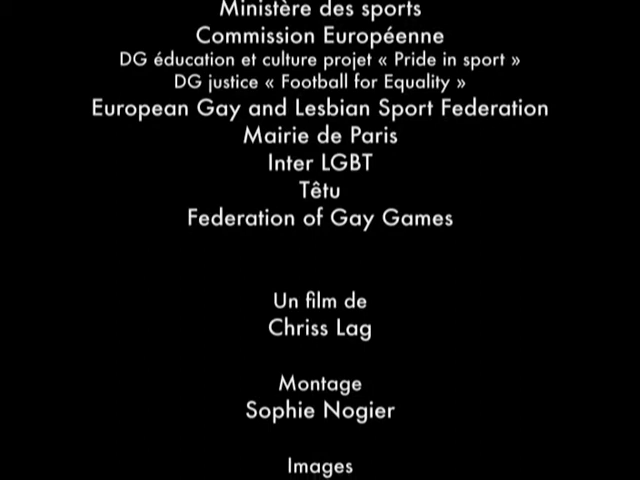 Ministère des sports
Commission Européenne
DG éducation et culture projet « Pride in sport »
DG justice « Football for Equality »
European Gay and Lesbian Sport Federation
Mairie de Paris
Inter LGBT
Têtu
Federation of Gay Games
Un film de
Chriss Lag
Montage
Sophie Nogier
Images